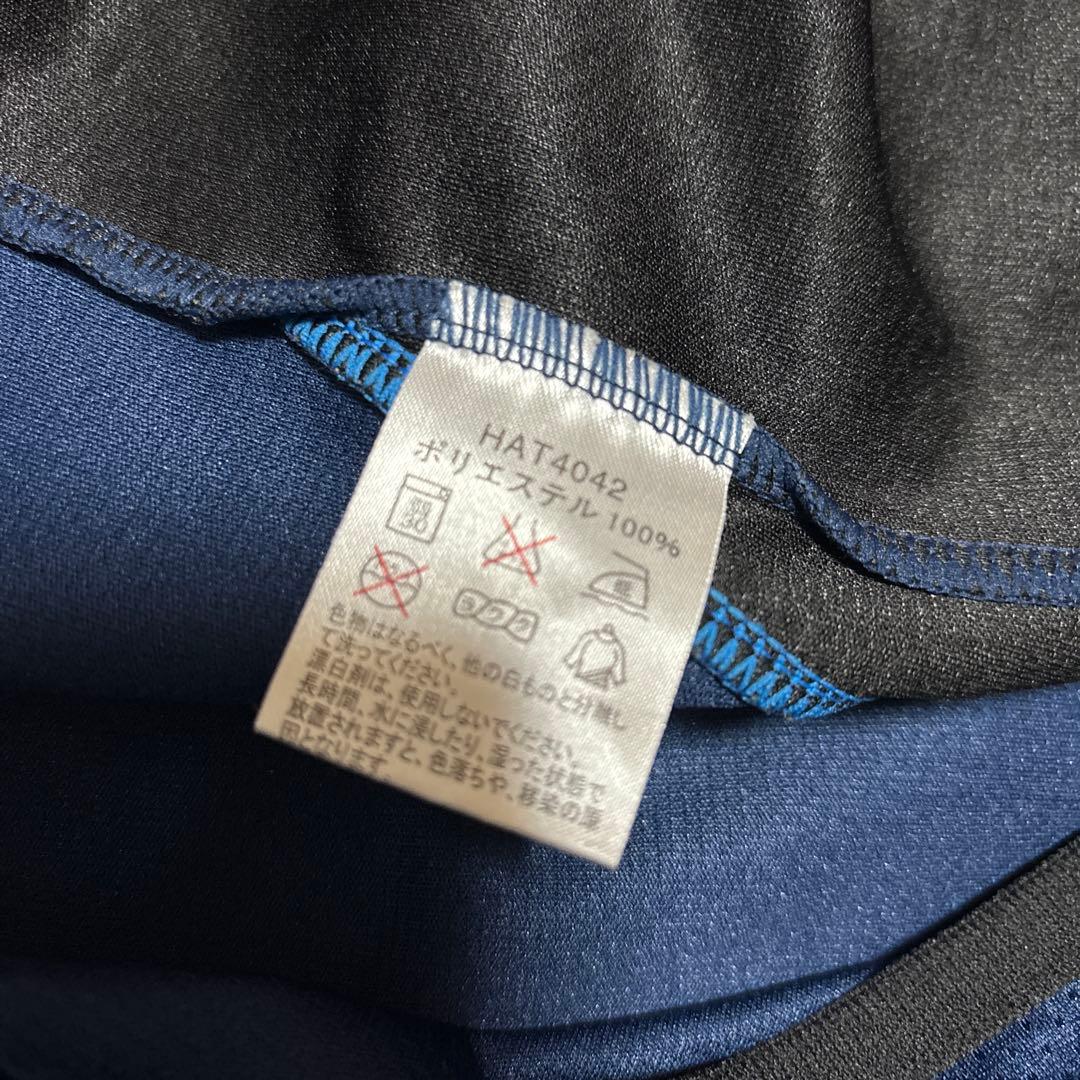 HAT4042
ポリエステル 100%
色物はなるべく、他の白ものと分離し
て洗ってください。
漂白剤は、使用しないでください。
長時間、水に浸したり、湿った状態で
放置されますと、色落ちや、移染の原
因となります。